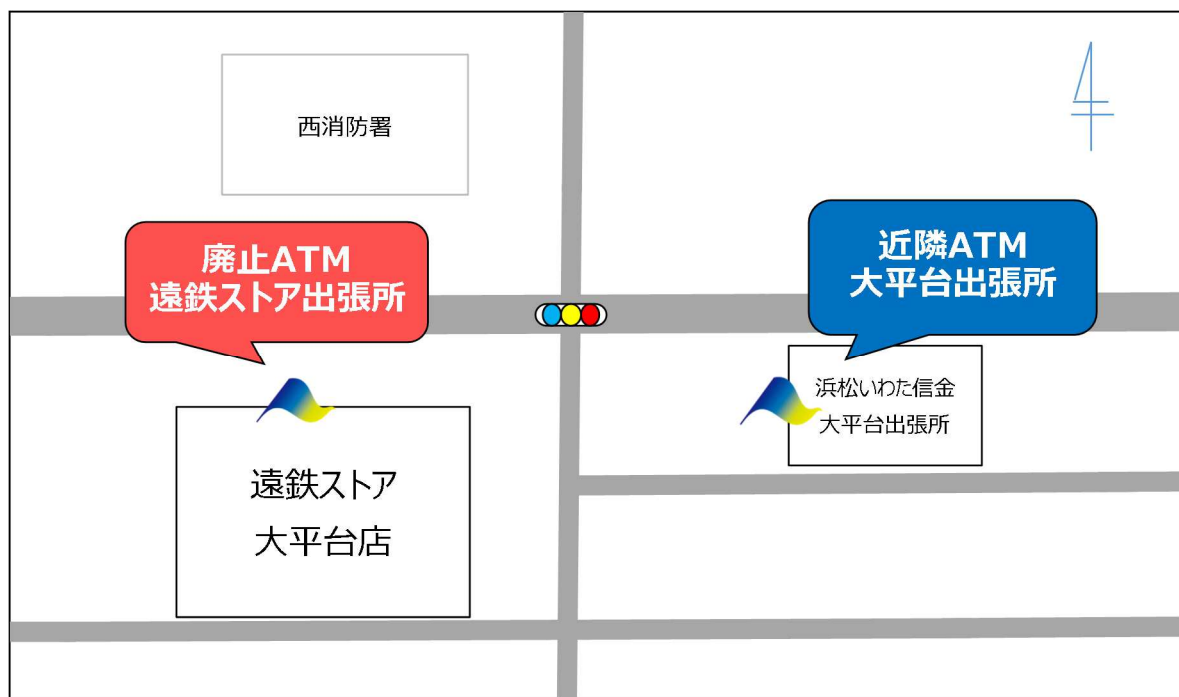 西消防署
廃止ATM
遠鉄ストア出張所
近隣ATM
大平台出張所
浜松いわた信金
大平台出張所
遠鉄ストア
大平台店